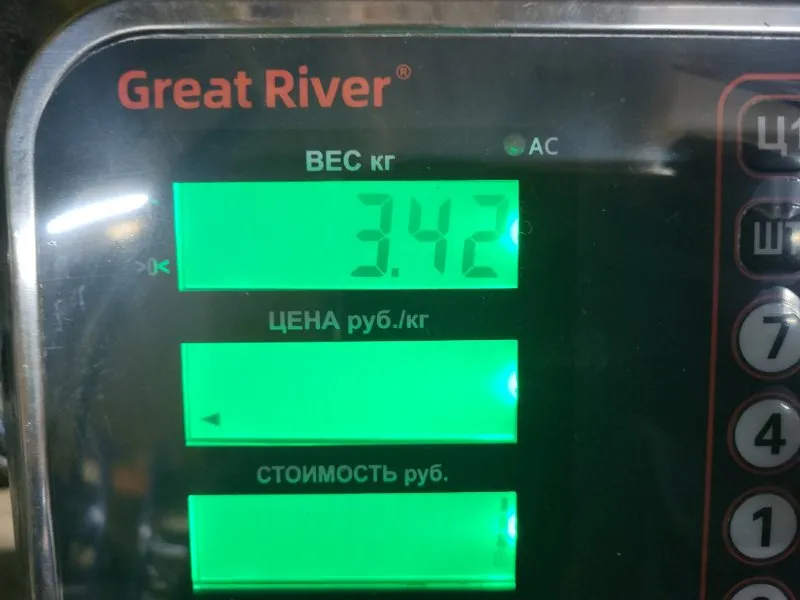 Great River®
AC
ВЕС кг
3.42
>0<
ЦЕНА руб./кг
7
4
СТОИМОСТЬ руб.
1